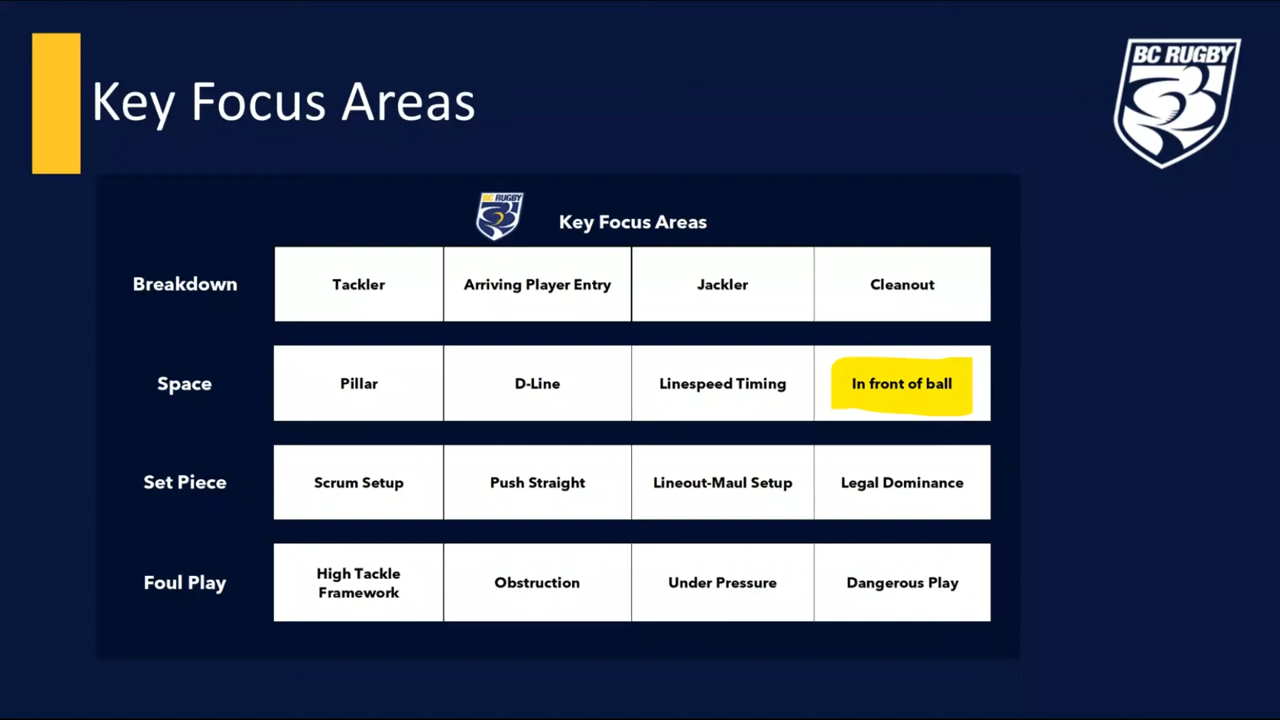 BC RUGBY
Key Focus Areas
BC RUGBY
Key Focus Areas
Breakdown
Tackler
Arriving Player Entry
Jackler
Cleanout
Space
Pillar
D-Line
Linespeed Timing
In front of ball
Set Piece
Scrum Setup
Push Straight
Lineout-Maul Setup
Legal Dominance
Foul Play
High Tackle
Framework
Obstruction
Under Pressure
Dangerous Play